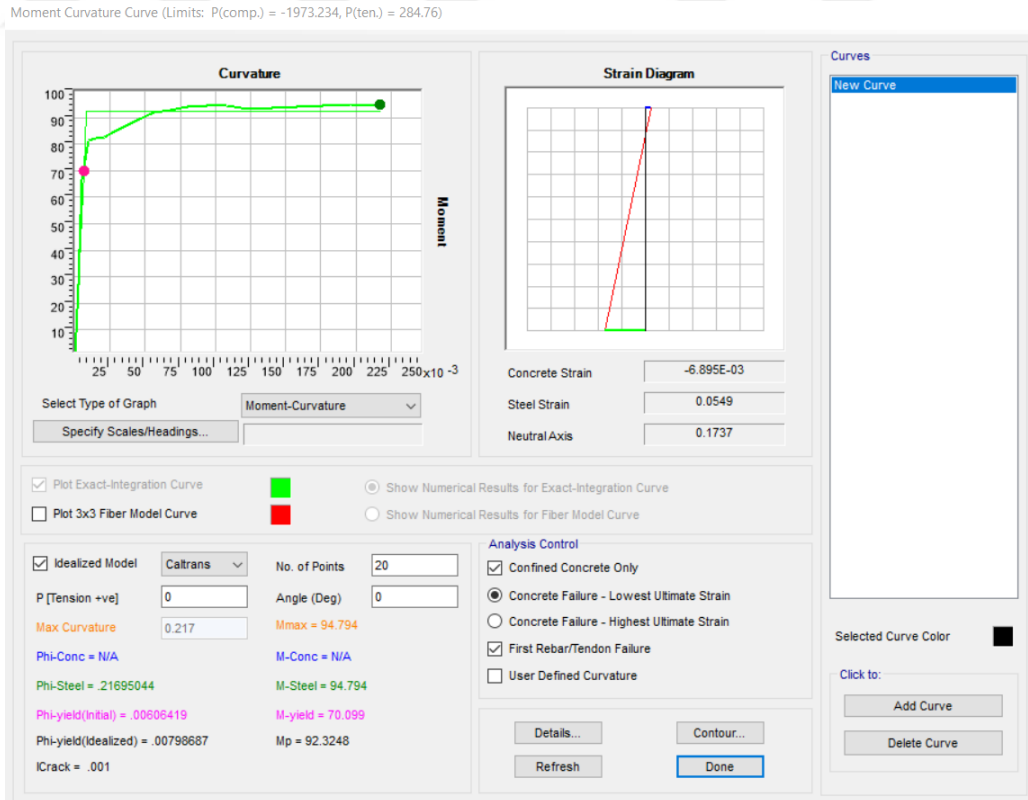 Moment Curvature Curve (Limits:  P(comp.) = -1973.234, P(ten.) = 284.76)
Curvature
100
90
80
70
60
50
40
30
20
10
Moment
25 50 75 100 125 150 175 200 225 250 x10 -3
Select Type of Graph
Moment-Curvature
Specify Scales/Headings...
Strain Diagram
Concrete Strain
-6.895E-03
Steel Strain
0.0549
Neutral Axis
0.1737
Curves
New Curve
Plot Exact-Integration Curve
Show Numerical Results for Exact-Integration Curve
Plot 3x3 Fiber Model Curve
Show Numerical Results for Fiber Model Curve
Idealized Model
Caltrans
No. of Points
20
P [Tension +ve]
0
Angle (Deg)
0
Max Curvature
0.217
Mmax = 94.794
Phi-Conc = N/A
M-Conc = N/A
Phi-Steel = .21695044
M-Steel = 94.794
Phi-yield(Initial) = .00606419
M-yield = 70.099
Phi-yield(Idealized) = .00798687
Mp = 92.3248
ICrack =  .001
Analysis Control
Confined Concrete Only
Concrete Failure - Lowest Ultimate Strain
Concrete Failure - Highest Ultimate Strain
First Rebar/Tendon Failure
User Defined Curvature
Details...
Contour...
Refresh
Done
Selected Curve Color
Click to:
Add Curve
Delete Curve